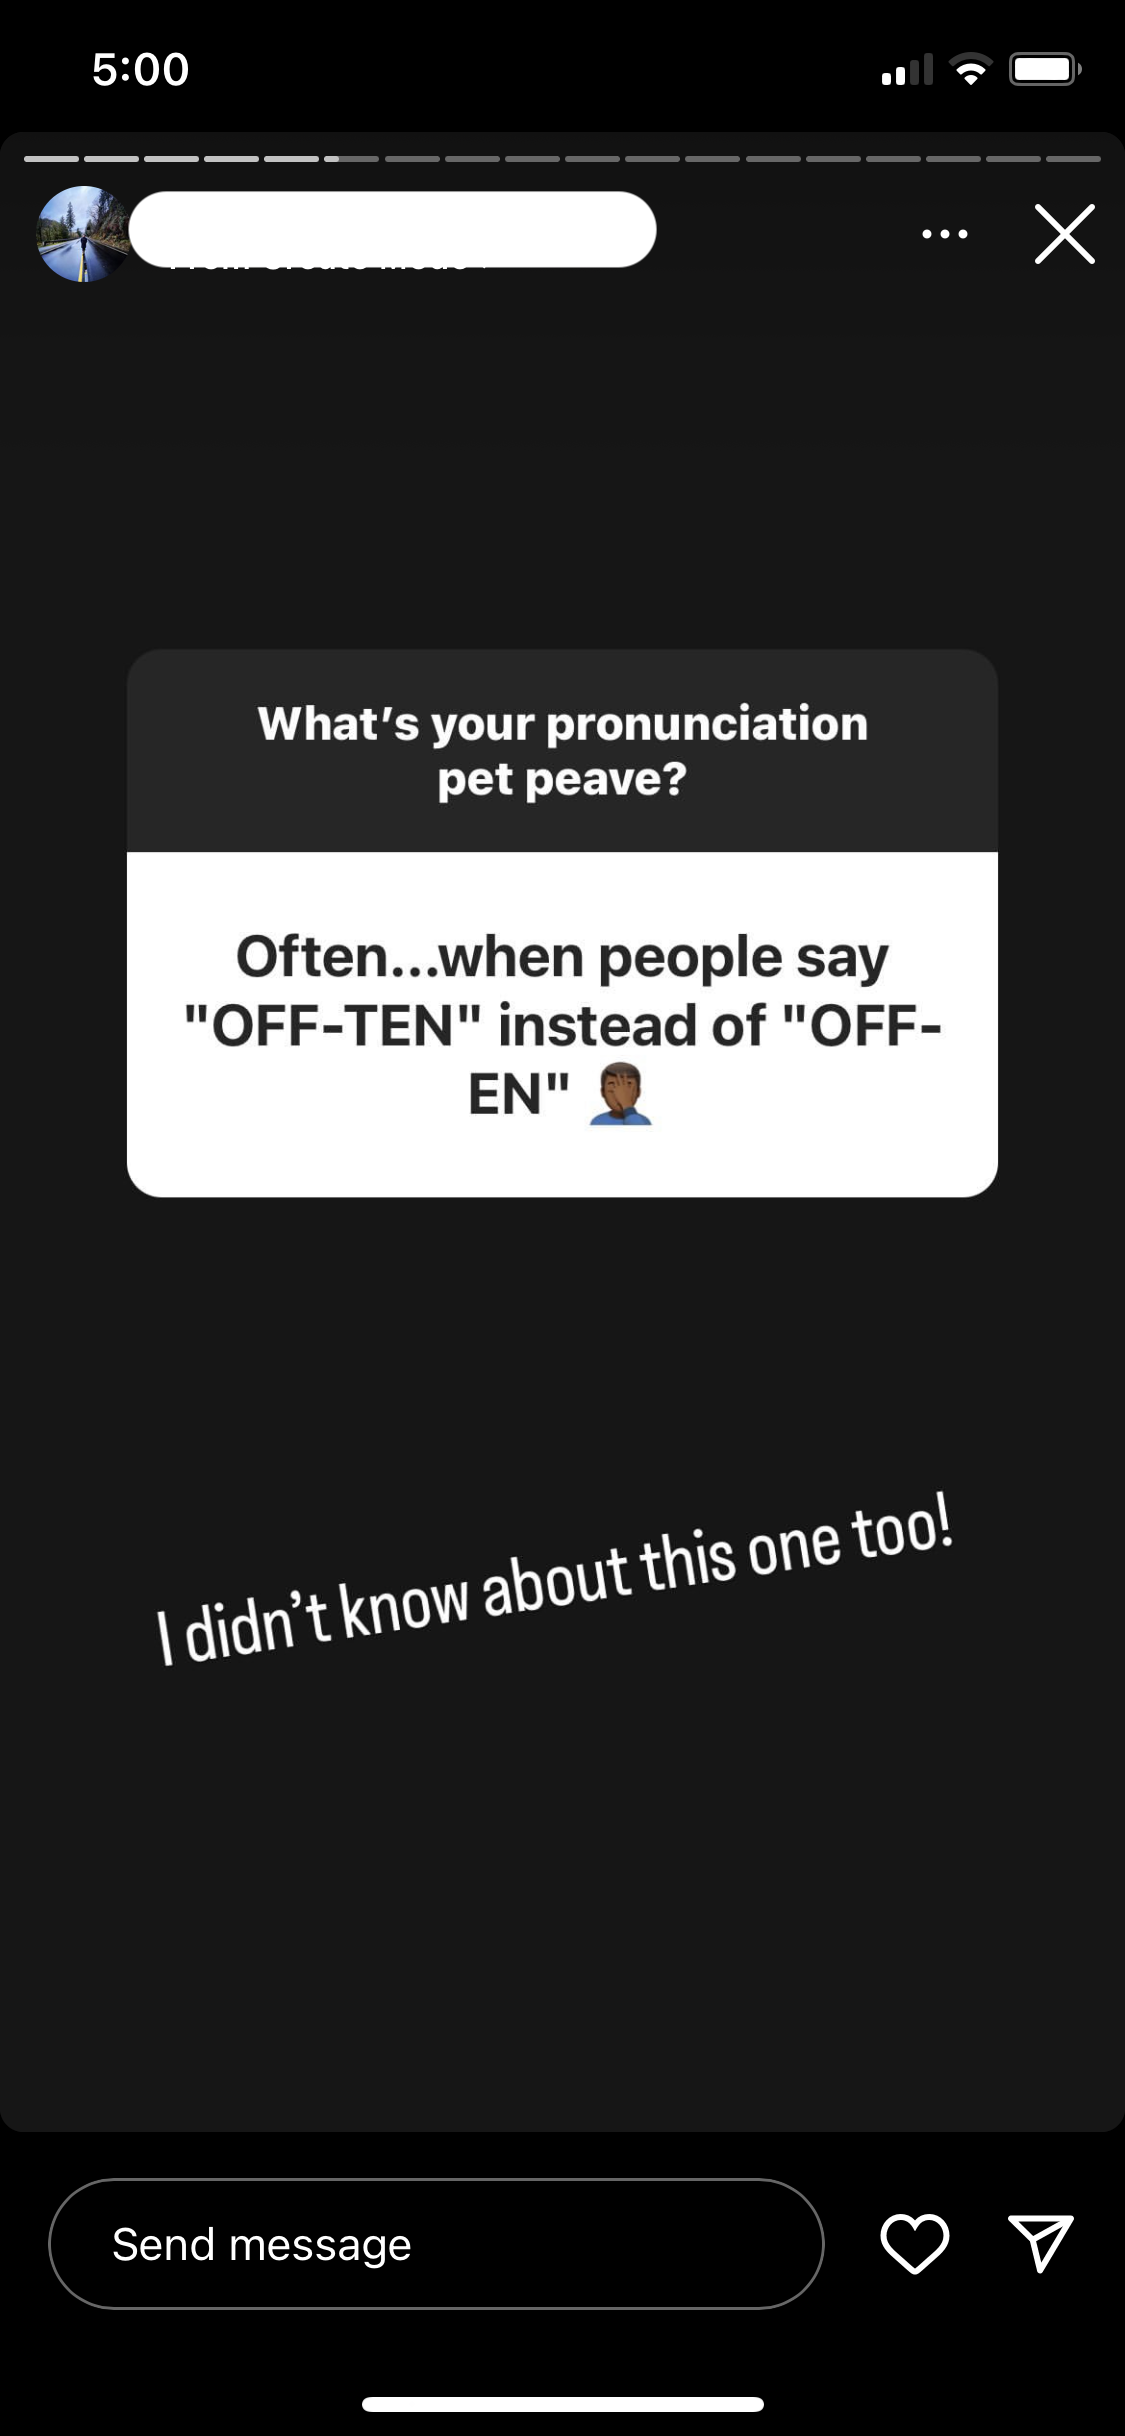 5:00
What's your pronunciation
pet peave?
Often...when people say
"OFF-TEN" instead of "OFF-
EN" 🤦🏾‍♂️
I didn't know about this one too!
Send message